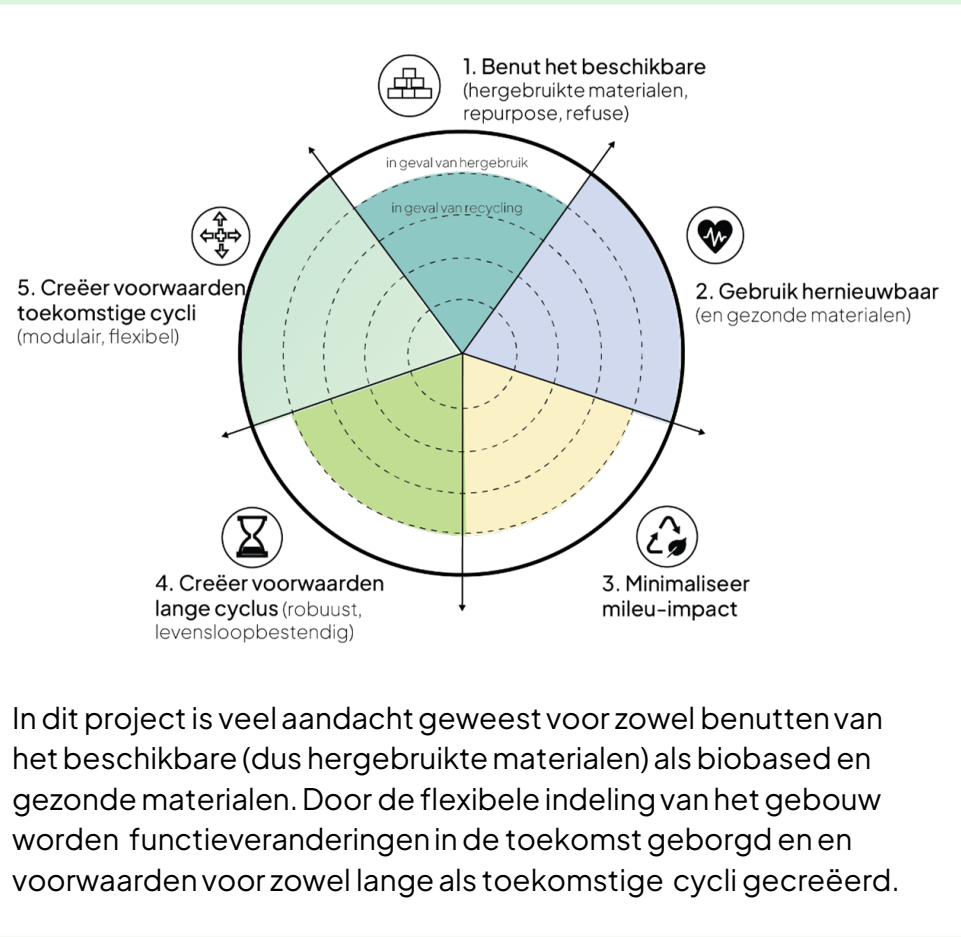 1. Benut het beschikbare
(hergebruikte materialen,
repurpose, refuse)
in geval van hergebruik
in geval van recycling
2. Gebruik hernieuwbaar
(en gezonde materialen)
3. Minimaliseer
mileu-impact
4. Creëer voorwaarden
lange cyclus (robuust,
levensloopbestendig)
5. Creëer voorwaarden
toekomstige cycli
(modulair, flexibel)
In dit project is veel aandacht geweest voor zowel benutten van
het beschikbare (dus hergebruikte materialen) als biobased en
gezonde materialen. Door de flexibele indeling van het gebouw
worden functieveranderingen in de toekomst geborgd en en
voorwaarden voor zowel lange als toekomstige cycli gecreëerd.